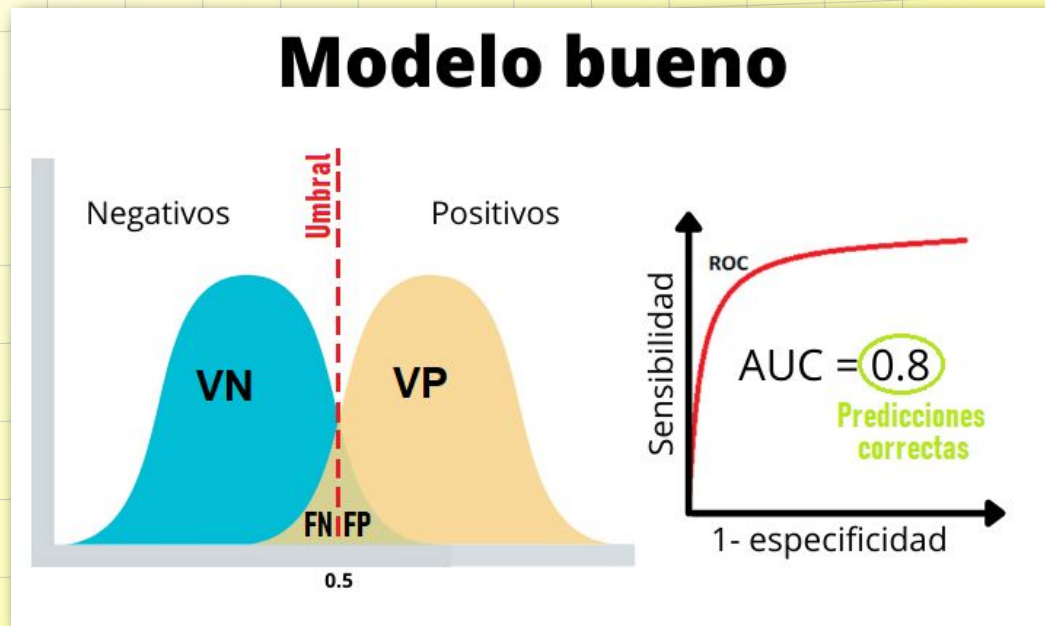 Modelo bueno
Negativos
Umbral
Positivos
VN
VP
FN
FP
0.5
Sensibilidad
ROC
AUC = 0.8
Predicciones
correctas
1- especificidad